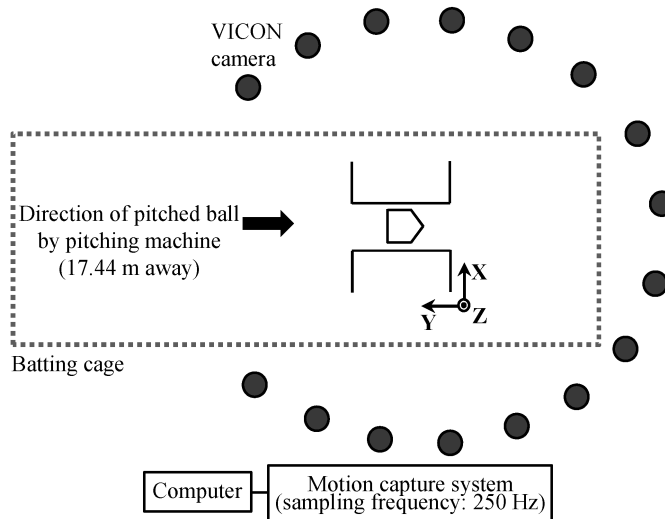 VICON
camera
Direction of pitched ball
by pitching machine
(17.44 m away)
X
Y
Z
Batting cage
Computer
Motion capture system
(sampling frequency: 250 Hz)